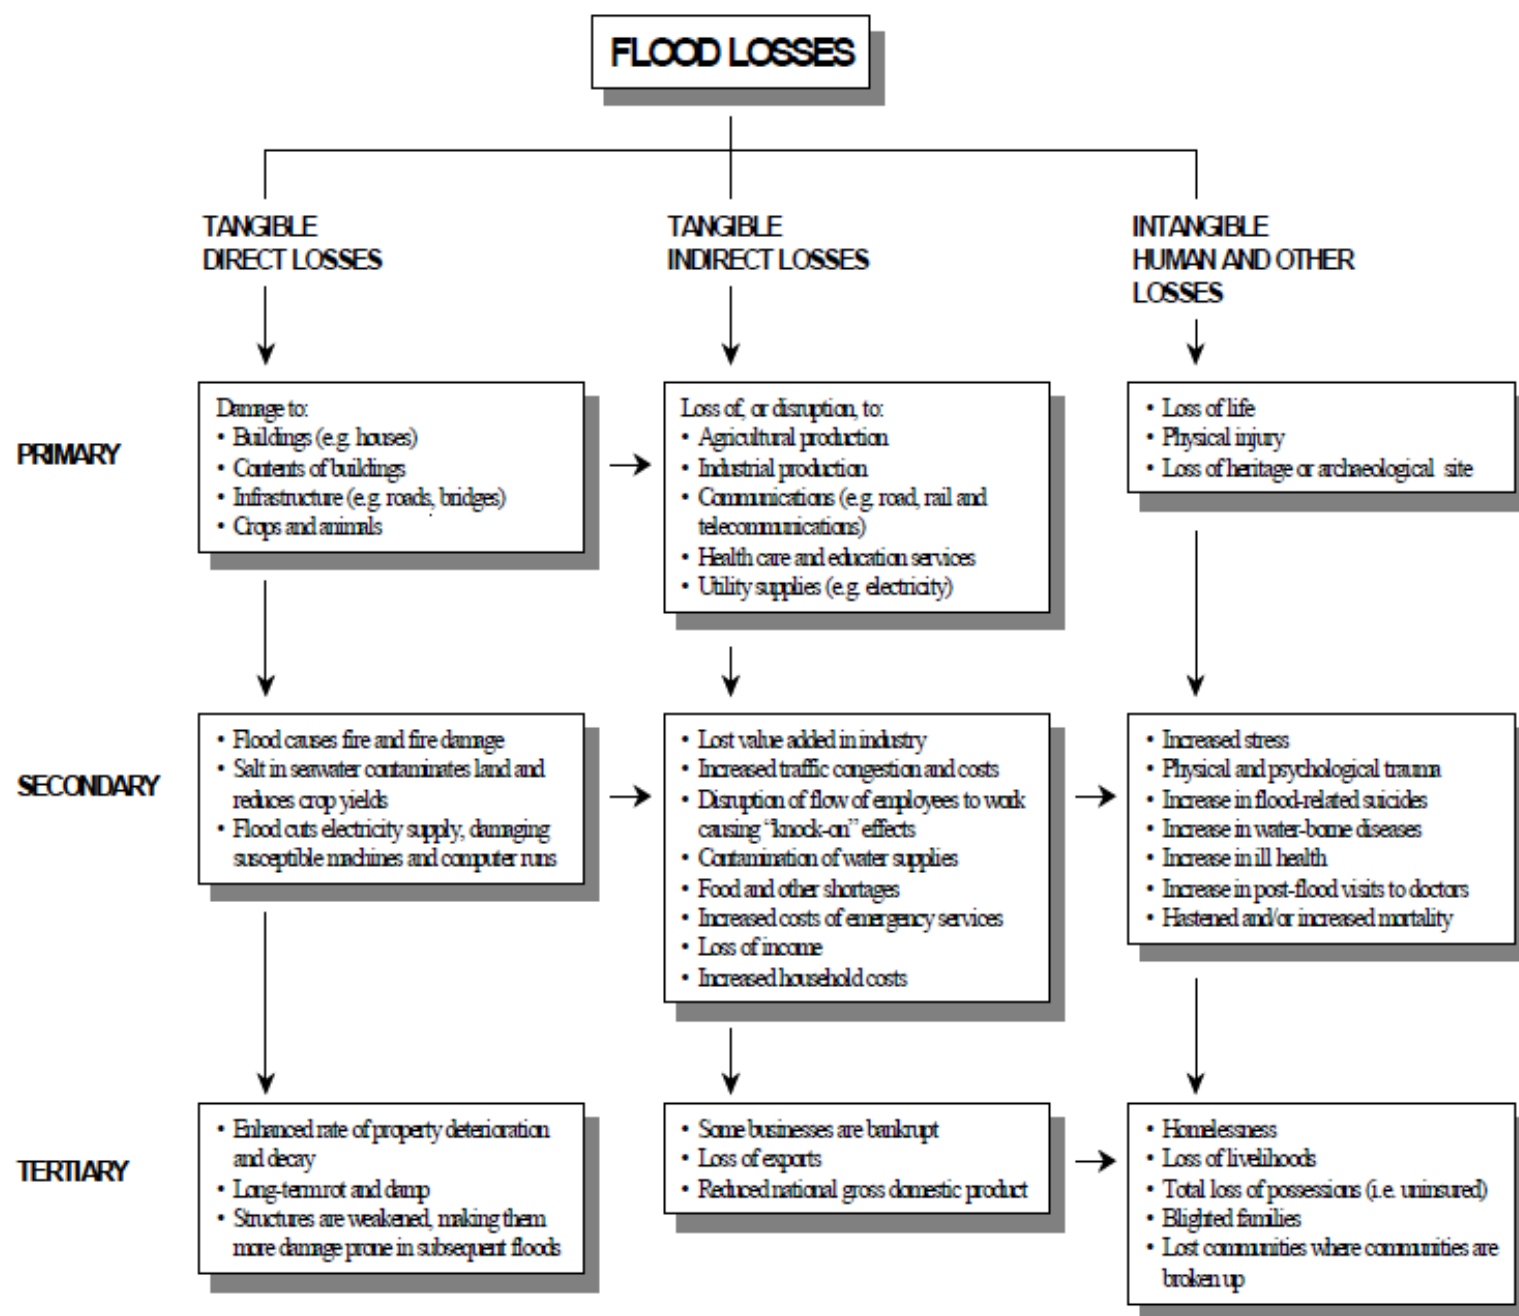 FLOOD LOSSES
TANGIBLE
DIRECT LOSSES
TANGIBLE
INDIRECT LOSSES
INTANGIBLE
HUMAN AND OTHER
LOSSES
PRIMARY
Damage to:
• Buildings (e.g. houses)
• Contents of buildings
• Infrastructure (e.g. roads, bridges)
• Crops and animals
Loss of, or disruption, to:
• Agricultural production
• Industrial production
• Communications (e.g. road, rail and
telecommunications)
• Health care and education services
• Utility supplies (e.g. electricity)
• Loss of life
• Physical injury
• Loss of heritage or archaeological site
SECONDARY
• Flood causes fire and fire damage
• Salt in seawater contaminates land and
reduces crop yields
• Flood cuts electricity supply, damaging
susceptible machines and computer runs
• Lost value added in industry
• Increased traffic congestion and costs
• Disruption of flow of employees to work
causing “knock-on” effects
• Contamination of water supplies
• Food and other shortages
• Increased costs of emergency services
• Loss of income
• Increased household costs
• Increased stress
• Physical and psychological trauma
• Increase in flood-related suicides
• Increase in water-borne diseases
• Increase in ill health
• Increase in post-flood visits to doctors
• Hastened and/or increased mortality
TERTIARY
• Enhanced rate of property deterioration
and decay
• Long-term rot and damp
• Structures are weakened, making them
more damage prone in subsequent floods
• Some businesses are bankrupt
• Loss of exports
• Reduced national gross domestic product
• Homelessness
• Loss of livelihoods
• Total loss of possessions (i.e. uninsured)
• Blighted families
• Lost communities where communities are
broken up